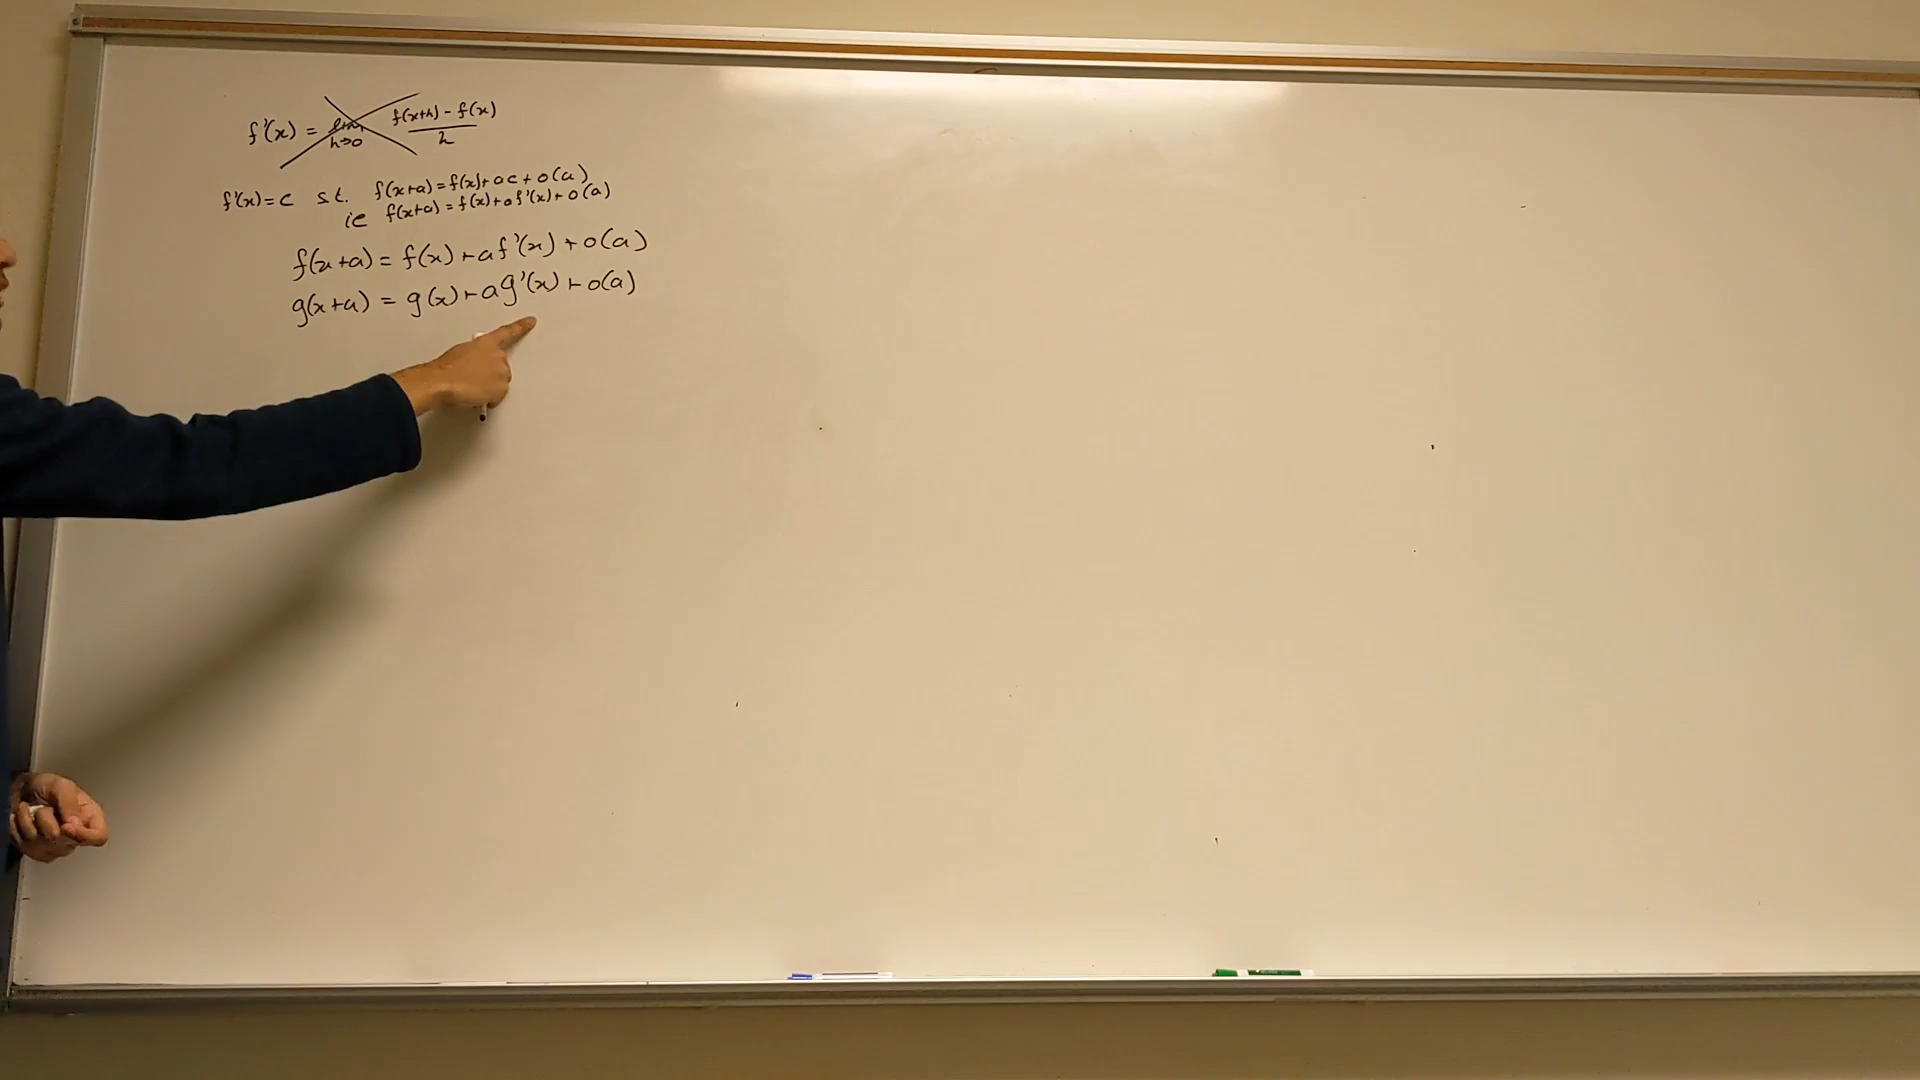 f'(x) = lim h→0 f(x+h) - f(x) / h
f'(x) = c s.t. f(x+a) = f(x) + ac + o(a)
ie f(x+a) = f(x) + af'(x) + o(a)
f(x+a) = f(x) + af'(x) + o(a)
g(x+a) = g(x) + ag'(x) + o(a)